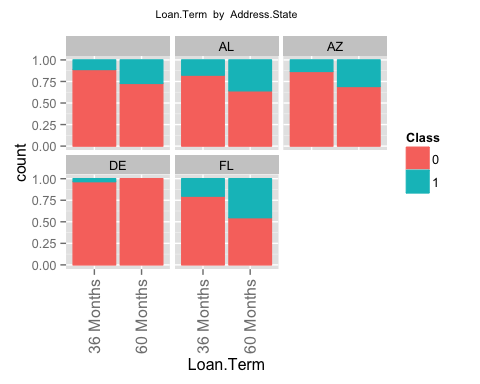 Loan.Term by Address.State
AL
AZ
1.00
0.75
0.50
0.25
0.00
DE
FL
1.00
0.75
0.50
0.25
0.00
count
36 Months
60 Months
36 Months
60 Months
Loan.Term
Class
0
1